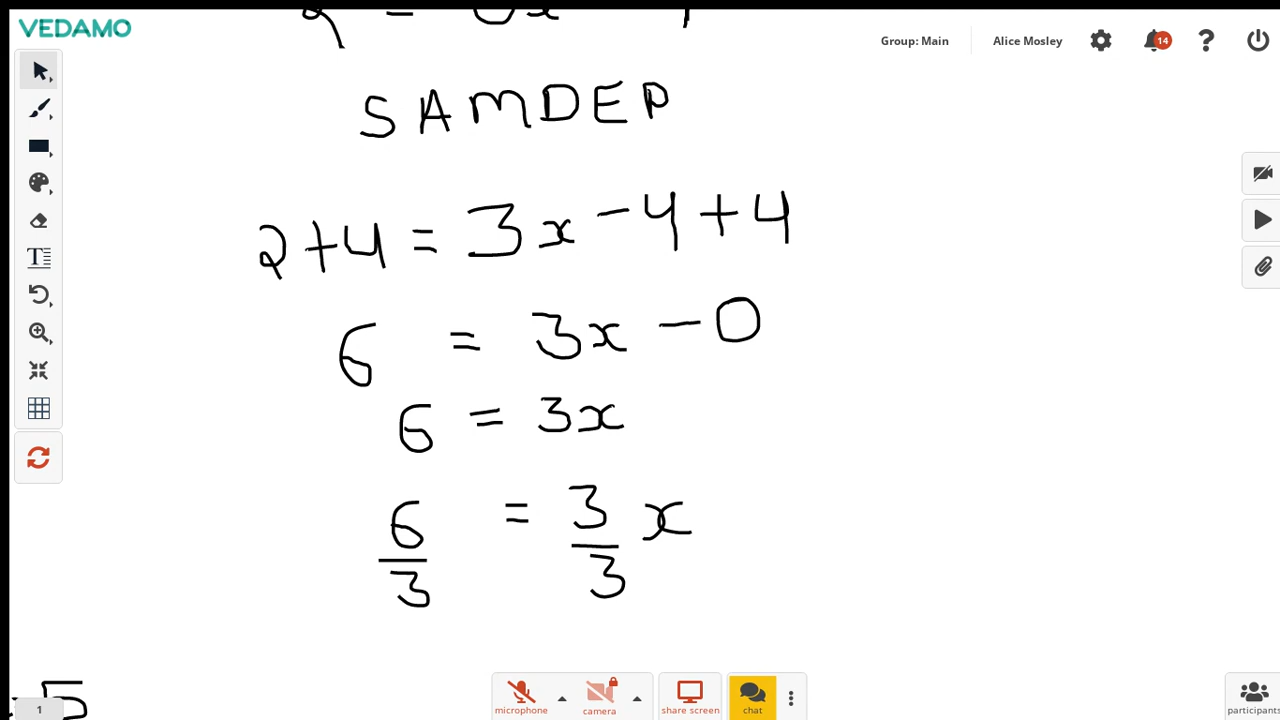 VEDAMO
Group: Main
Alice Mosley
14
SAMDEP
2+4 = 3x -4+4
6 = 3x - 0
6 = 3x
6/3 = 3/3 x
5
1
microphone
camera
share screen
chat
participants